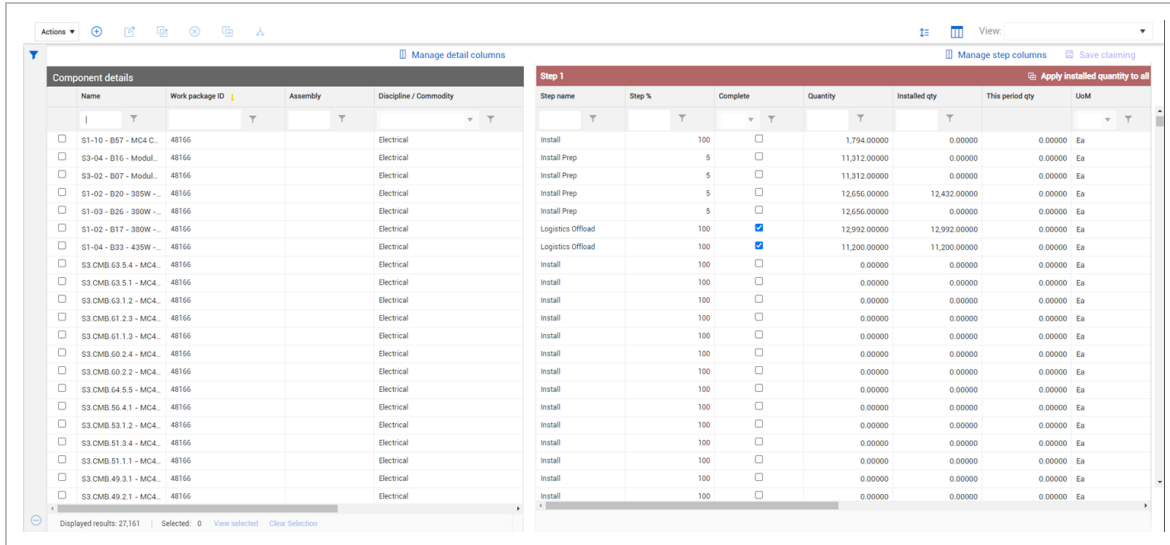 Actions View:
Manage detail columns Manage step columns Save claiming
Component details Step 1 Apply installed quantity to all
Name Work package ID Assembly Discipline / Commodity Step name Step % Complete Quantity Installed qty This period qty UoM
S1-10 - B57 - MC4 C... 48166 Electrical Install 100 1,794.00000 0.00000 0.00000 Ea
S3-04 - B16 - Modul... 48166 Electrical Install Prep 5 11,312.00000 0.00000 0.00000 Ea
S3-02 - B07 - Modul... 48166 Electrical Install Prep 5 11,312.00000 0.00000 0.00000 Ea
S1-02 - B20 - 385W -... 48166 Electrical Install Prep 5 12,656.00000 12,432.00000 0.00000 Ea
S1-03 - B26 - 380W -... 48166 Electrical Install Prep 5 12,656.00000 0.00000 0.00000 Ea
S1-02 - B17 - 380W -... 48166 Electrical Logistics Offload 100 12,992.00000 12,992.00000 0.00000 Ea
S1-04 - B33 - 435W -... 48166 Electrical Logistics Offload 100 11,200.00000 11,200.00000 0.00000 Ea
S3.CMB.63.5.4 - MC4... 48166 Electrical Install 100 0.00000 0.00000 0.00000 Ea
S3.CMB.63.5.1 - MC4... 48166 Electrical Install 100 0.00000 0.00000 0.00000 Ea
S3.CMB.63.1.2 - MC4... 48166 Electrical Install 100 0.00000 0.00000 0.00000 Ea
S3.CMB.61.2.3 - MC4... 48166 Electrical Install 100 0.00000 0.00000 0.00000 Ea
S3.CMB.61.1.3 - MC4... 48166 Electrical Install 100 0.00000 0.00000 0.00000 Ea
S3.CMB.60.2.4 - MC4... 48166 Electrical Install 100 0.00000 0.00000 0.00000 Ea
S3.CMB.60.2.2 - MC4... 48166 Electrical Install 100 0.00000 0.00000 0.00000 Ea
S3.CMB.64.5.5 - MC4... 48166 Electrical Install 100 0.00000 0.00000 0.00000 Ea
S3.CMB.56.4.1 - MC4... 48166 Electrical Install 100 0.00000 0.00000 0.00000 Ea
S3.CMB.53.1.2 - MC4... 48166 Electrical Install 100 0.00000 0.00000 0.00000 Ea
S3.CMB.51.3.4 - MC4... 48166 Electrical Install 100 0.00000 0.00000 0.00000 Ea
S3.CMB.51.1.1 - MC4... 48166 Electrical Install 100 0.00000 0.00000 0.00000 Ea
S3.CMB.49.3.1 - MC4... 48166 Electrical Install 100 0.00000 0.00000 0.00000 Ea
S3.CMB.49.2.1 - MC4... 48166 Electrical Install 100 0.00000 0.00000 0.00000 Ea
Displayed results: 27,161 | Selected: 0 View selected Clear Selection